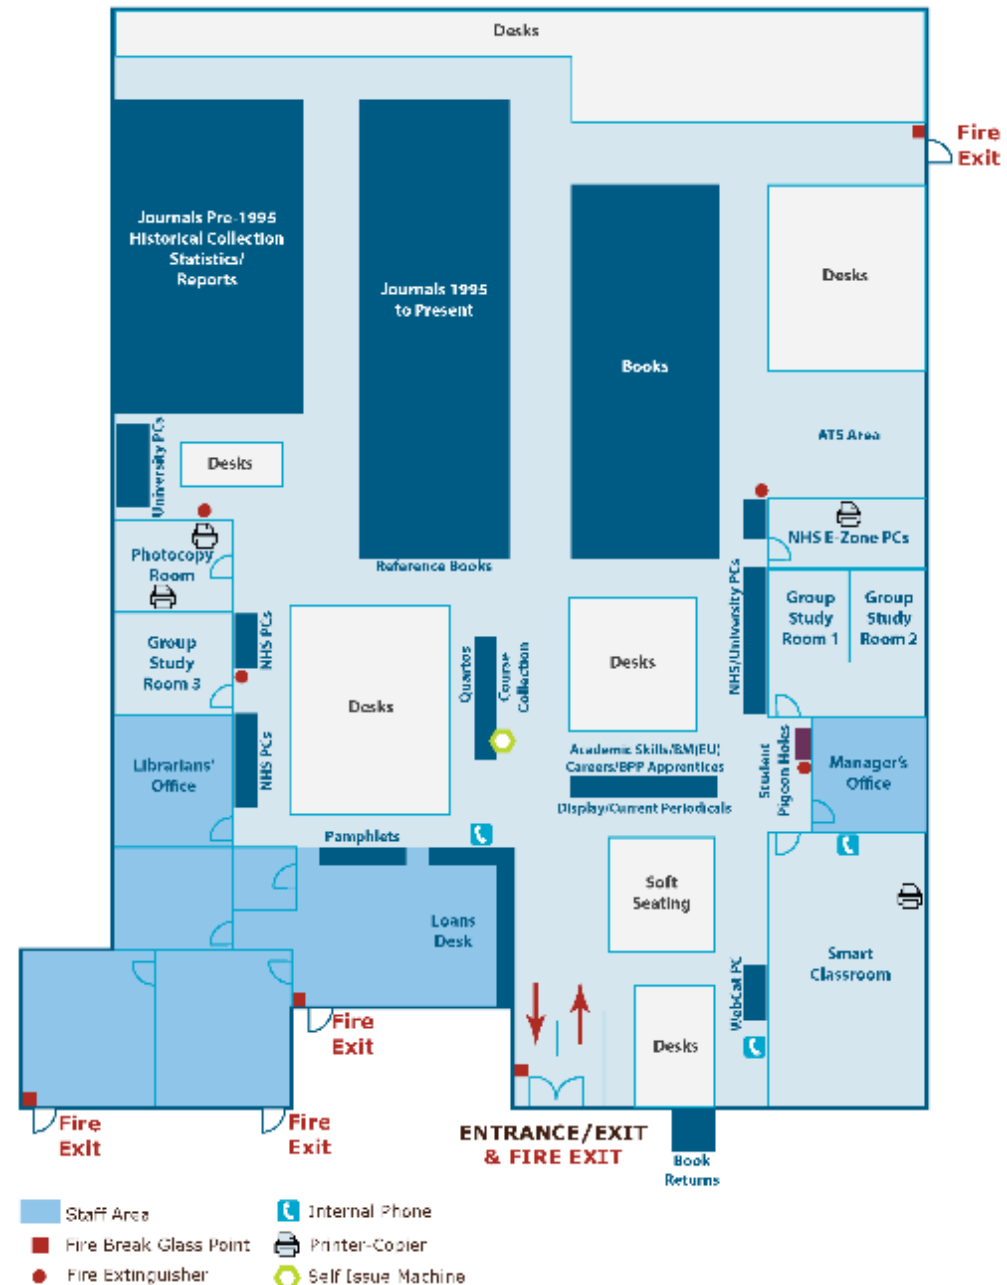 Desks
Fire
Exit
Journals Pre-1995
Historical Collection
Statistics/
Reports
Journals 1995
to Present
Desks
Books
ATS Area
University PCs
Desks
NHS E-Zone PCs
Photocopy
Room
Reference Books
NHS/University PCs
Group
Study
Room 1
Group
Study
Room 2
NHS PCs
Group
Study
Room 3
Quartos
Course
Collection
Desks
Desks
Academic Skills/BM(EU)
Careers/BPP Apprentices
Display/Current Periodicals
Student
Pigeon Holes
Manager's
Office
Librarians'
Office
NHS PCs
Pamphlets
Soft
Seating
Loans
Desk
Smart
Classroom
WebCat PC
Desks
Fire
Exit
Fire
Exit
Fire
Exit
ENTRANCE/EXIT
& FIRE EXIT
Book
Returns
Staff Area
Internal Phone
Fire Break Glass Point
Printer-Copier
Fire Extinguisher
Self Issue Machine